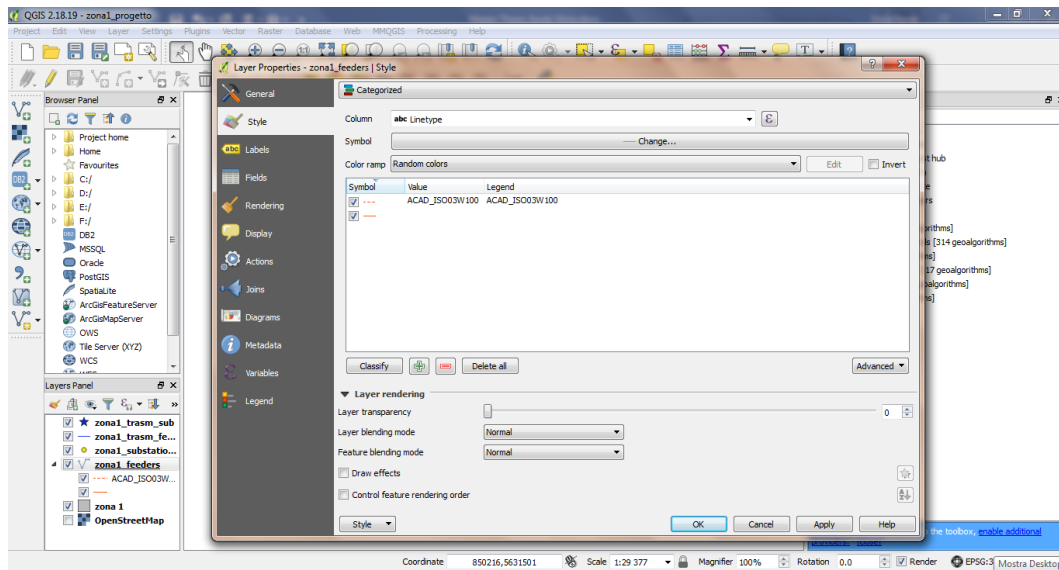 QGIS 2.18.19 - zona1_progetto
Project Edit View Layer Settings Plugins Vector Raster Database Web MMQGIS Processing Help
Layer Properties - zona1_feeders | Style
Browser Panel
Project home
Home
Favourites
C:/
D:/
E:/
F:/
DB2
MSSQL
Oracle
PostGIS
SpatiaLite
ArcGisFeatureServer
ArcGisMapServer
OWS
Tile Server (XYZ)
WCS
Layers Panel
zona1_trasm_sub
zona1_trasm_fe...
zona1_substatio...
zona1_feeders
ACAD_ISO03W...
zona 1
OpenStreetMap
General
Style
Labels
Fields
Rendering
Display
Actions
Joins
Diagrams
Metadata
Variables
Legend
Categorized
Column abc Linetype
Symbol Change...
Color ramp Random colors Edit Invert
Symbol Value Legend
ACAD_ISO03W100 ACAD_ISO03W100
Classify Delete all Advanced
Layer rendering
Layer transparency 0
Layer blending mode Normal
Feature blending mode Normal
Draw effects
Control feature rendering order
Style OK Cancel Apply Help
t hub
orithms]
s [314 geoalgorithms]
ms]
17 geoalgorithms]
oalgorithms]
ms]
the toolbox, enable additional
Coordinate 850216,5631501 Scale 1:29 377 Magnifier 100% Rotation 0.0 Render EPSG:3
Mostra Desktop